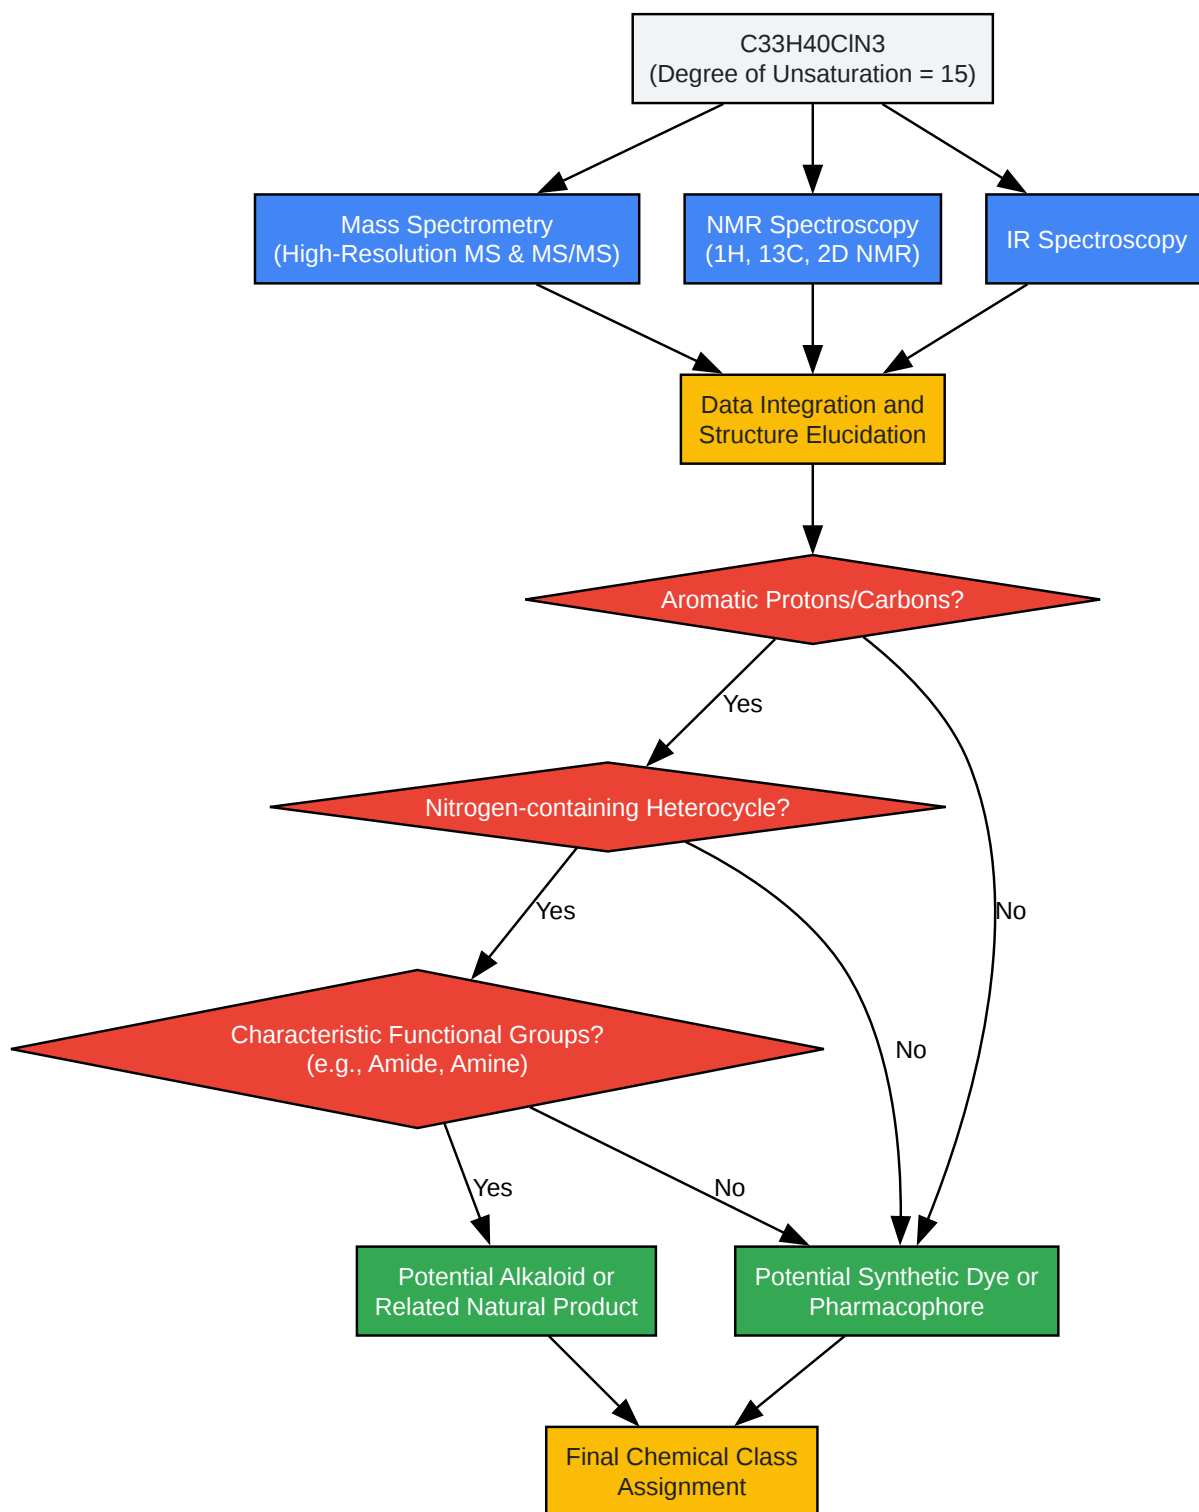 C33H40ClN3
(Degree of Unsaturation = 15)
Mass Spectrometry
(High-Resolution MS & MS/MS)
NMR Spectroscopy
(1H, 13C, 2D NMR)
IR Spectroscopy
Data Integration and
Structure Elucidation
Aromatic Protons/Carbons?
Yes
Nitrogen-containing Heterocycle?
Yes
No
Characteristic Functional Groups?
(e.g., Amide, Amine)
No
Yes
No
Potential Alkaloid or
Related Natural Product
Potential Synthetic Dye or
Pharmacophore
Final Chemical Class
Assignment